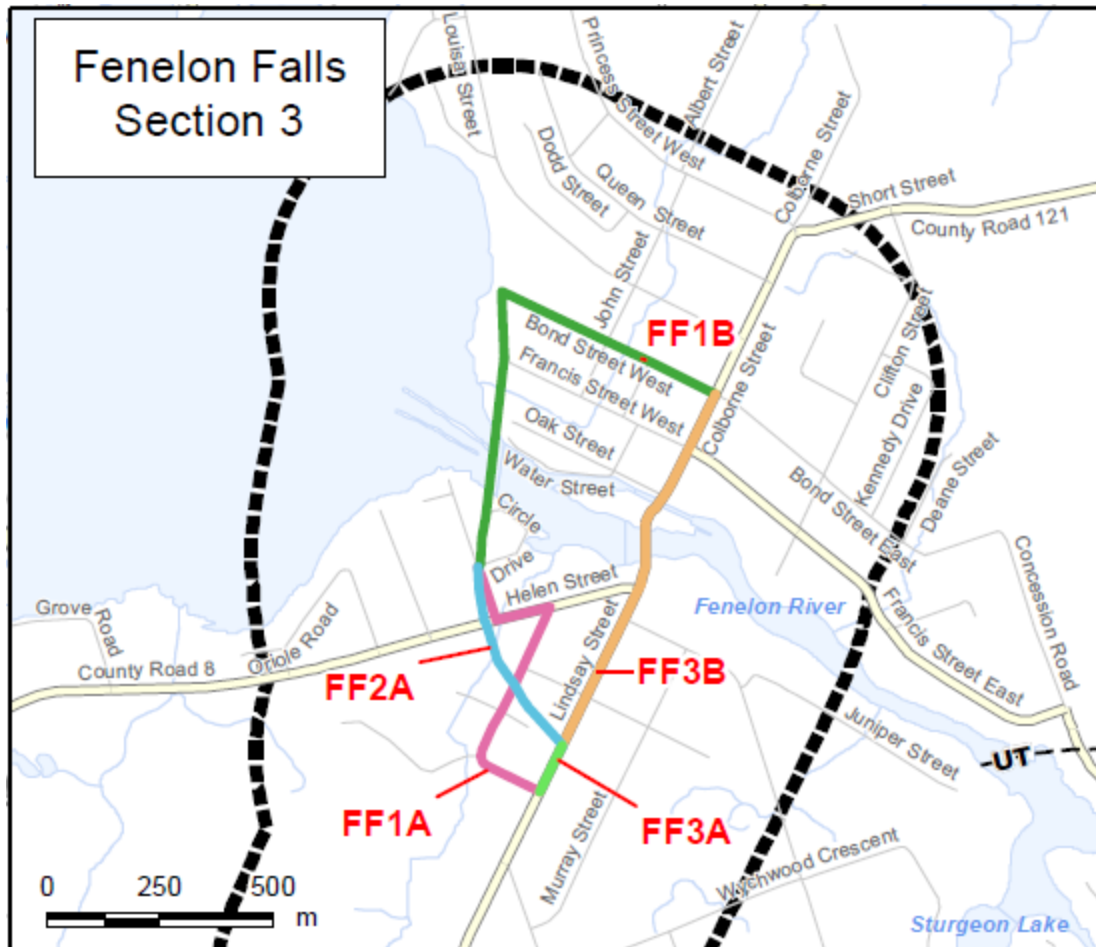 Fenelon Falls
Section 3
Louisa Street
Princess Street West
Albert Street
Colborne Street
Short Street
County Road 121
Dodd Street
Queen Street
John Street
FF1B
Bond Street West
Francis Street West
Colborne Street
Clifton Street
Kennedy Drive
Deane Street
Oak Street
Water Street
Bond Street East
Circle
Drive
Helen Street
Concession Road
Fenelon River
Grove
Road
Oriole Road
County Road 8
FF2A
Lindsay Street
FF3B
Francis Street East
Juniper Street
UT
FF1A
FF3A
Murray Street
Wychwood Crescent
0 250 500
m
Sturgeon Lake